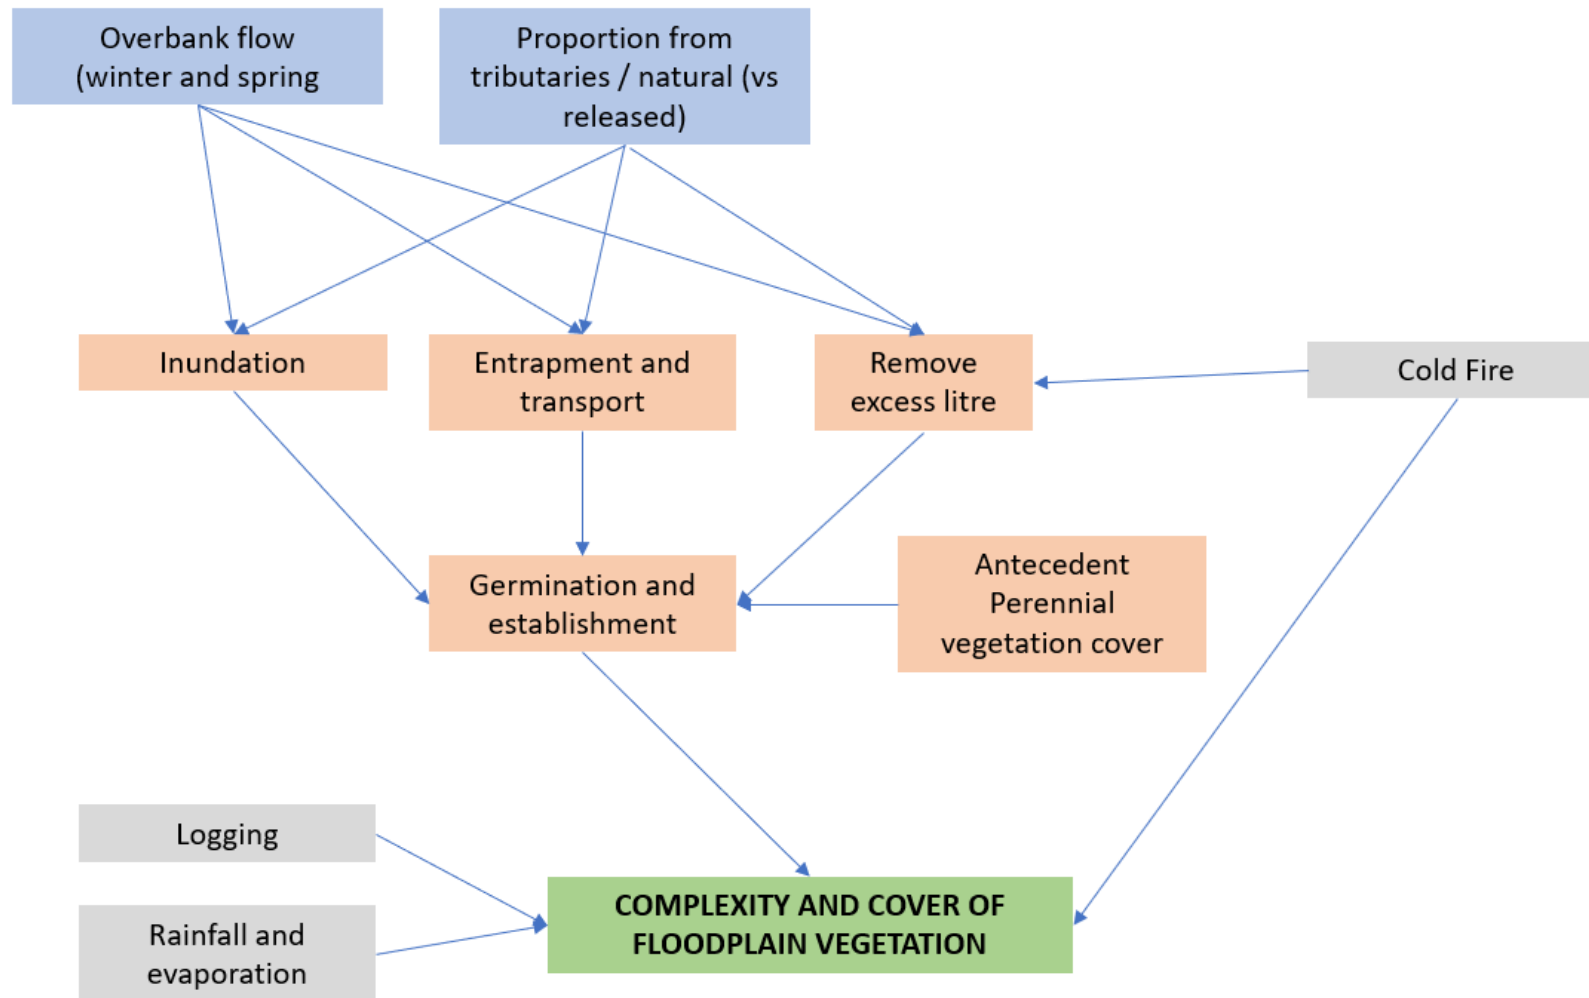 Overbank flow
(winter and spring
Proportion from
tributaries / natural (vs
released)
Inundation
Entrapment and
transport
Remove
excess litre
Cold Fire
Germination and
establishment
Antecedent
Perennial
vegetation cover
Logging
Rainfall and
evaporation
COMPLEXITY AND COVER OF
FLOODPLAIN VEGETATION